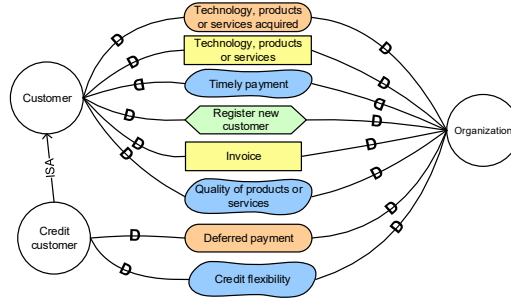 Technology, products
or services acquired
D
D
Technology, products
or services
D
D
Timely payment
D
D
Customer
Register new
customer
D
D
Organization
Invoice
D
D
ISA
Quality of products or
services
D
D
Credit
customer
Deferred payment
D
D
Credit flexibility
D
D